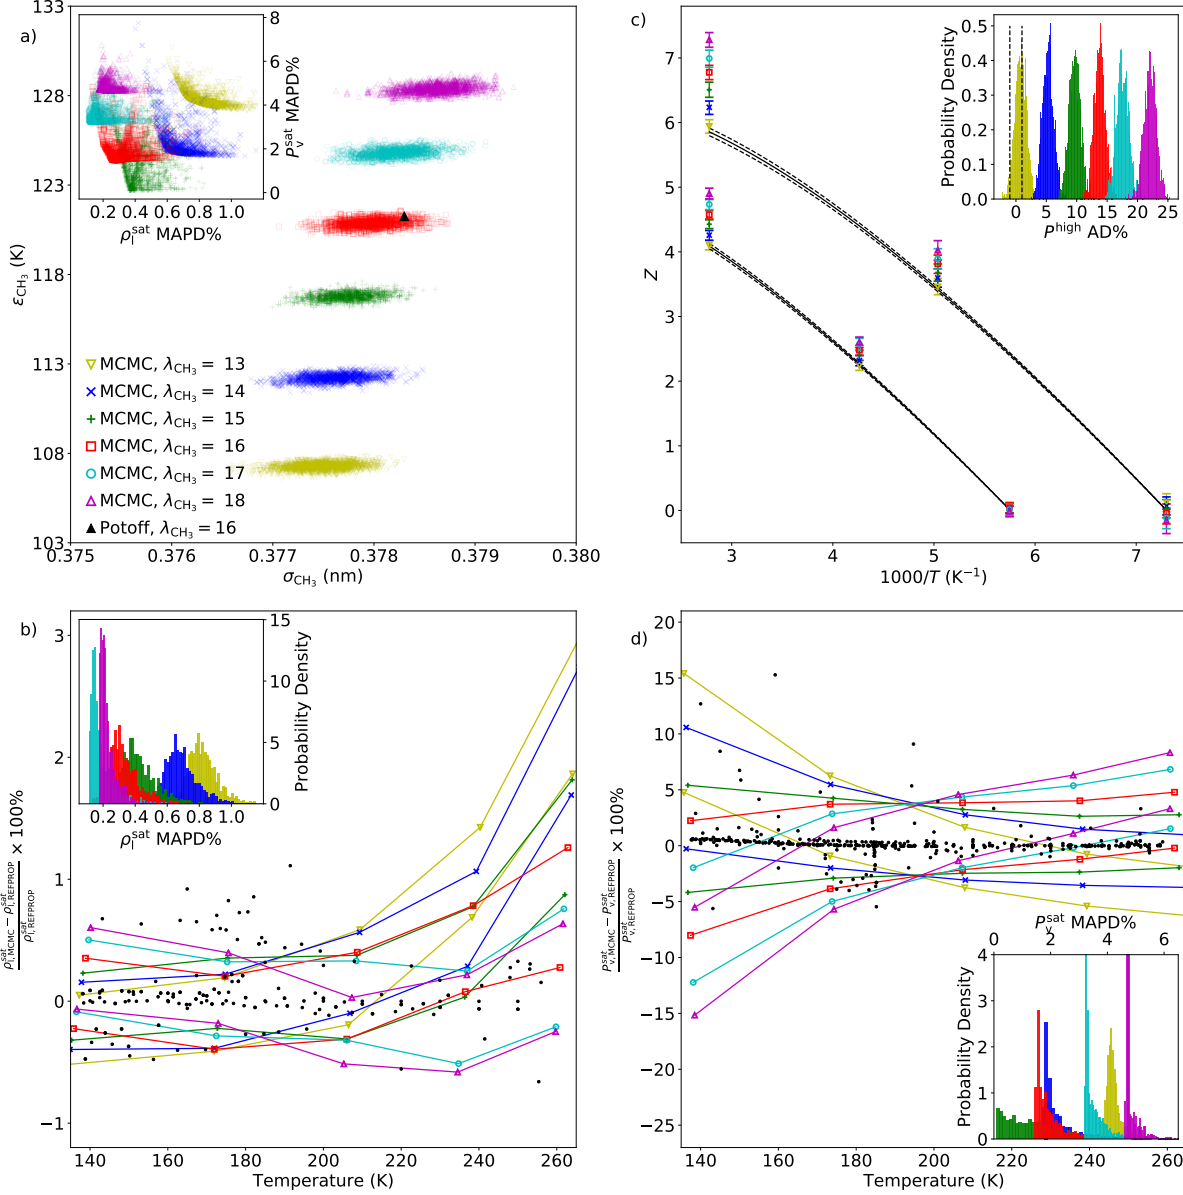 a)
133
128
123
118
113
108
103
ε_CH₃ (K)
0.375
0.376
0.377
0.378
0.379
0.380
σ_CH₃ (nm)
8
6
4
2
0
P_v^sat MAPD%
0.2 0.4 0.6 0.8 1.0
ρ_l^sat MAPD%
MCMC, λ_CH₃ = 13
MCMC, λ_CH₃ = 14
MCMC, λ_CH₃ = 15
MCMC, λ_CH₃ = 16
MCMC, λ_CH₃ = 17
MCMC, λ_CH₃ = 18
Potoff, λ_CH₃ = 16
c)
7
6
5
4
3
2
1
0
Z
3 4 5 6 7
1000/T (K⁻¹)
0.5
0.4
0.3
0.2
0.1
0.0
Probability Density
0 5 10 15 20 25
P^high AD%
b)
3
2
1
0
−1
(ρ_l,MCMC^sat − ρ_l,REFPROP^sat)/ρ_l,REFPROP^sat × 100%
140 160 180 200 220 240 260
Temperature (K)
15
10
5
0
Probability Density
0.2 0.4 0.6 0.8 1.0
ρ_l^sat MAPD%
d)
20
15
10
5
0
−5
−10
−15
−20
−25
(P_v,MCMC^sat − P_v,REFPROP^sat)/P_v,REFPROP^sat × 100%
140 160 180 200 220 240 260
Temperature (K)
P_v^sat MAPD%
0 2 4 6
4
3
2
1
0
Probability Density